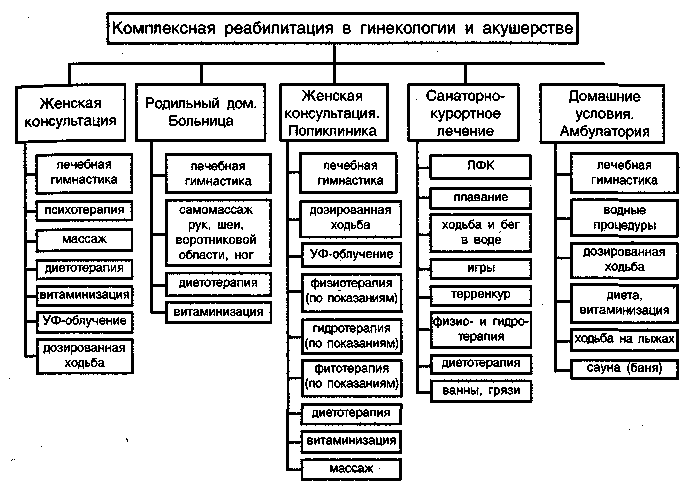 Комплексная реабилитация в гинекологии и акушерстве
Женская
консультация
лечебная
гимнастика
психотерапия
массаж
диетотерапия
витаминизация
УФ-облучение
дозированная
ходьба
Родильный дом.
Больница
лечебная
гимнастика
самомассаж
рук, шеи,
воротниковой
области, ног
диетотерапия
витаминизация
Женская
консультация.
Поликлиника
лечебная
гимнастика
дозированная
ходьба
УФ-облучение
физиотерапия
(по показаниям)
гидротерапия
(по показаниям)
фитотерапия
(по показаниям)
диетотерапия
витаминизация
массаж
Санаторно-
курортное
лечение
ЛФК
плавание
ходьба и бег
в воде
игры
терренкур
физио- и гидро-
терапия
диетотерапия
ванны, грязи
Домашние
условия.
Амбулатория
лечебная
гимнастика
водные
процедуры
дозированная
ходьба
диета,
витаминизация
ходьба на лыжах
сауна (баня)